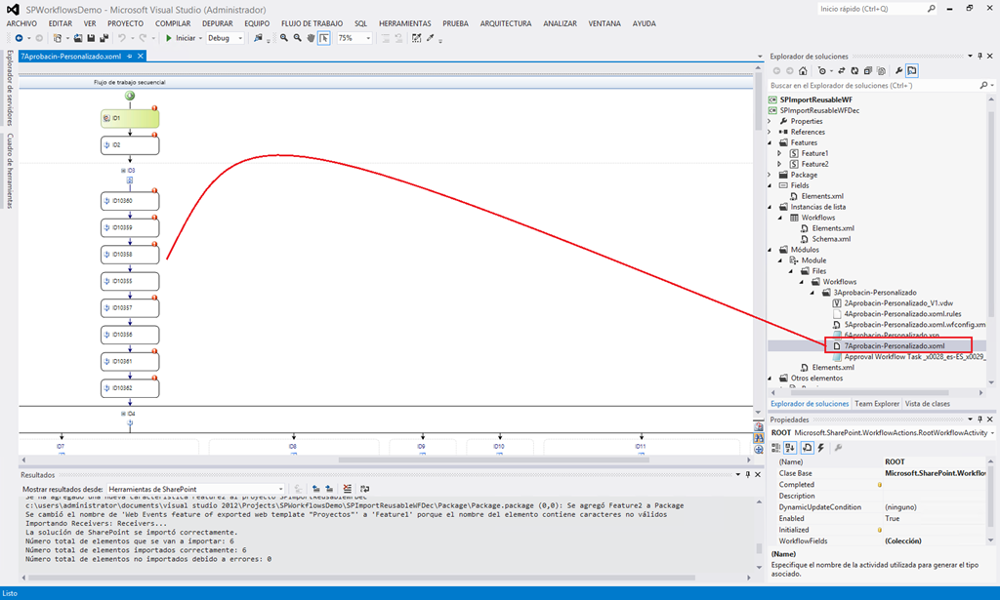 SPWorkflowsDemo - Microsoft Visual Studio (Administrador)
Inicio rápido (Ctrl+Q)
ARCHIVO EDITAR VER PROYECTO COMPILAR DEPURAR EQUIPO FLUJO DE TRABAJO SQL HERRAMIENTAS PRUEBA ARQUITECTURA ANALIZAR VENTANA AYUDA
Iniciar Debug 75%
Explorador de servidores
Cuadro de herramientas
7Aprobacin-Personalizado.xoml
Flujo de trabajo secuencial
ID1
ID2
ID3
ID10360
ID10359
ID10358
ID10355
ID10357
ID10356
ID10361
ID10362
ID4
ID7 ID8 ID9 ID10 ID11
Explorador de soluciones
Buscar en el Explorador de soluciones (Ctrl+´)
SPImportReusableWF
SPImportReusableWFDec
Properties
References
Features
Feature1
Feature2
Package
Fields
Elements.xml
Instancias de lista
Workflows
Elements.xml
Schema.xml
Módulos
Module
Files
Workflows
3Aprobacin-Personalizado
2Aprobacin-Personalizado_V1.vdw
4Aprobacin-Personalizado.xoml.rules
5Aprobacin-Personalizado.xoml.wfconfig.xm
6Aprobacin-Personalizado.xsn
7Aprobacin-Personalizado.xoml
Approval Workflow Task _x0028_es-ES_x0029_
Elements.xml
Otros elementos
Explorador de soluciones Team Explorer Vista de clases
Propiedades
ROOT Microsoft.SharePoint.WorkflowActions.RootWorkflowActivity
(Name) ROOT
Clase Base Microsoft.SharePoint.Workflow
Completed
Description
DynamicUpdateCondition (ninguno)
Enabled True
Initialized
WorkflowFields (Colección)
(Name)
Especifique el nombre de la actividad utilizada para generar el tipo
asociado.
Resultados
Mostrar resultados desde: Herramientas de SharePoint
Se ha agregado una nueva característica Feature2 al proyecto SPImportReusableWFDec
c:\users\administrator\documents\visual studio 2012\Projects\SPWorkflowsDemo\SPImportReusableWFDec\Package\Package.package (0,0): Se agregó Feature2 a Package
Se cambió el nombre de 'Web Events feature of exported web template "Proyectos"' a 'Feature1' porque el nombre del elemento contiene caracteres no válidos
Importando Receivers: Receivers...
La solución de SharePoint se importó correctamente.
Número total de elementos que se van a importar: 6
Número total de elementos importados correctamente: 6
Número total de elementos no importados debido a errores: 0
Listo